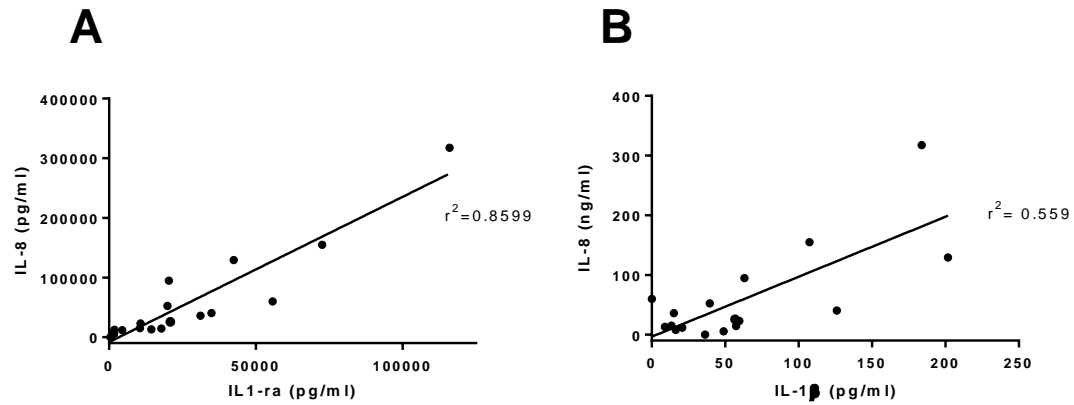 A
IL-8 (pg/ml)
400000
300000
200000
100000
0
r2=0.8599
0
50000
100000
IL1-ra (pg/ml)
B
IL-8 (ng/ml)
400
300
200
100
0
r2= 0.559
0
50
100
150
200
250
IL-1β (pg/ml)